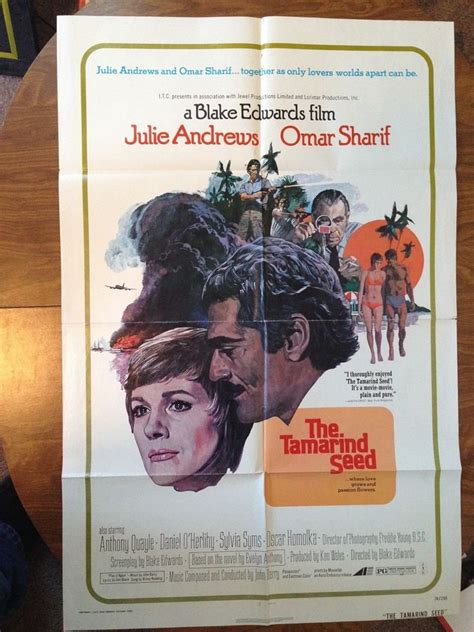 Julie Andrews and Omar Sharif... together as only lovers worlds apart can be.
I.T.C. presents in association with Jewel Productions Limited and Lorimar Productions, Inc.
a Blake Edwards film
Julie Andrews Omar Sharif
"I thoroughly enjoyed
'The Tamarind Seed'!
It's a movie-movie,
plain and pure."
The
Tamarind
Seed
...where love
grows and
passion flowers.
also starring
Anthony Quayle · Daniel O'Herlihy · Sylvia Syms · Oscar Homolka · Director of Photography Freddie Young B.S.C.
Screenplay by Blake Edwards Based on the novel by Evelyn Anthony Produced by Ken Wales · Directed by Blake Edwards
Music Composed and Conducted by John Barry
PG
"THE TAMARIND SEED"